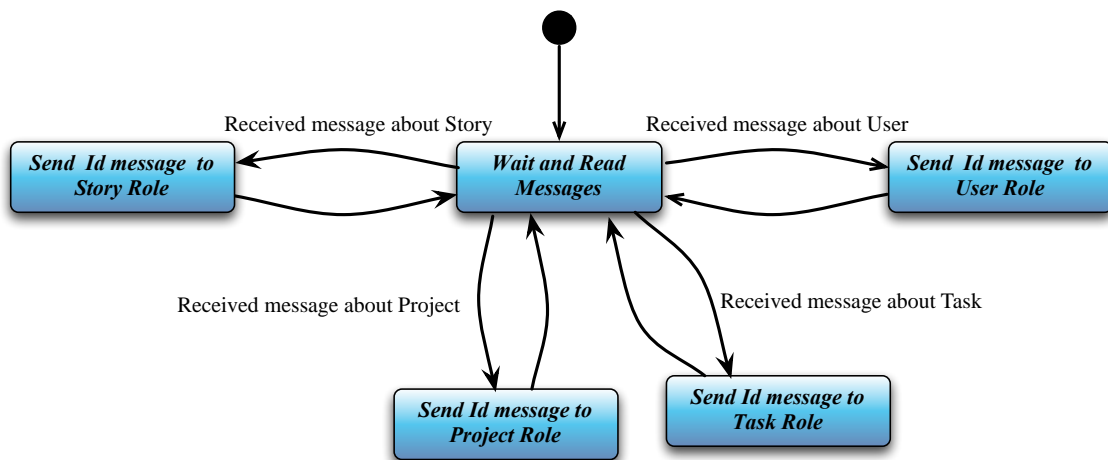 Received message about Story
Received message about User
Send Id message to
Story Role
Wait and Read
Messages
Send Id message to
User Role
Received message about Project
Received message about Task
Send Id message to
Project Role
Send Id message to
Task Role